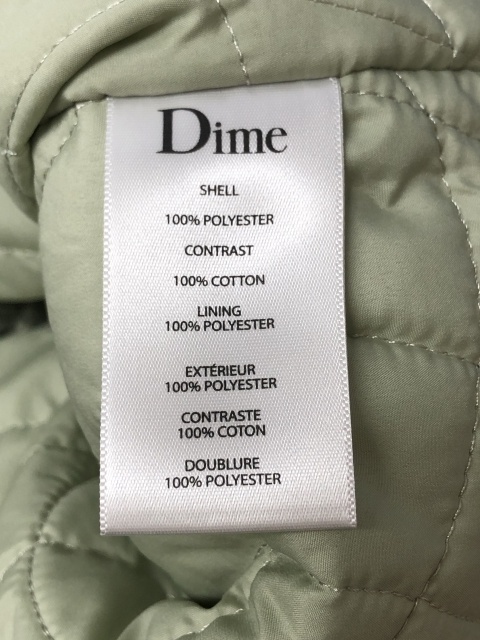 Dime
SHELL
100% POLYESTER
CONTRAST
100% COTTON
LINING
100% POLYESTER
EXTÉRIEUR
100% POLYESTER
CONTRASTE
100% COTON
DOUBLURE
100% POLYESTER